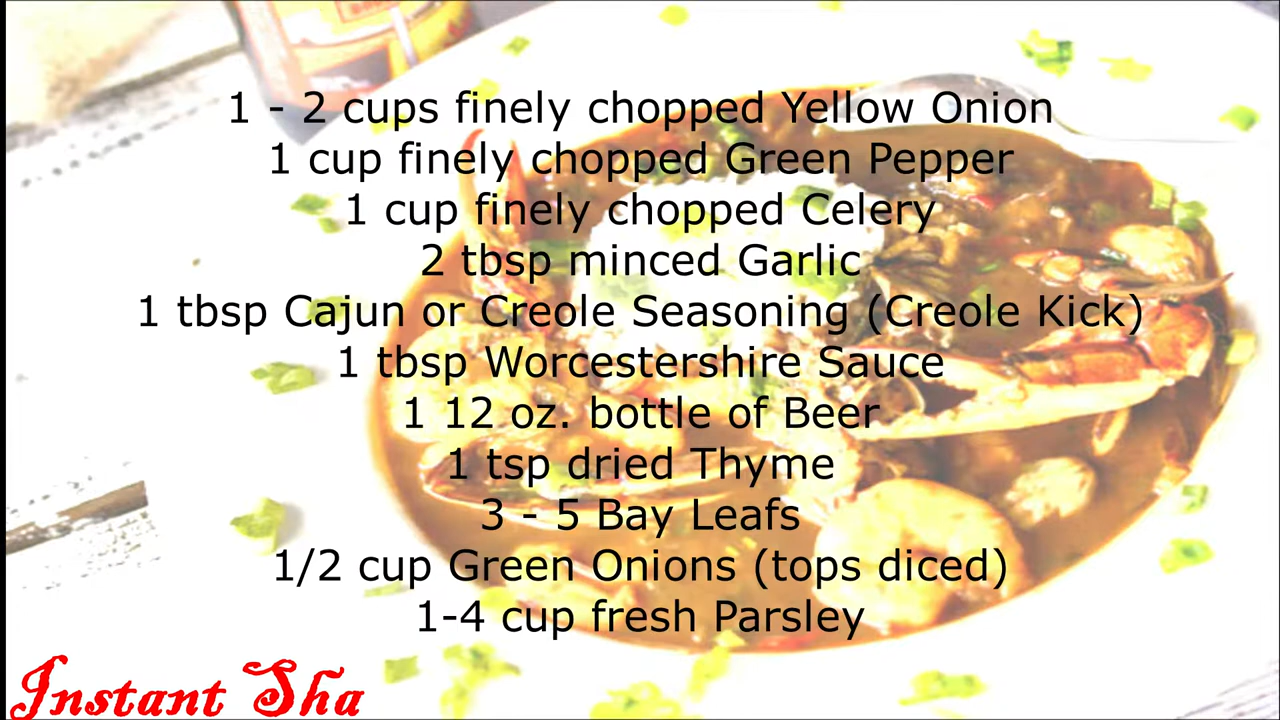 1 - 2 cups finely chopped Yellow Onion
1 cup finely chopped Green Pepper
1 cup finely chopped Celery
2 tbsp minced Garlic
1 tbsp Cajun or Creole Seasoning (Creole Kick)
1 tbsp Worcestershire Sauce
1 12 oz. bottle of Beer
1 tsp dried Thyme
3 - 5 Bay Leafs
1/2 cup Green Onions (tops diced)
1-4 cup fresh Parsley
Instant Sha